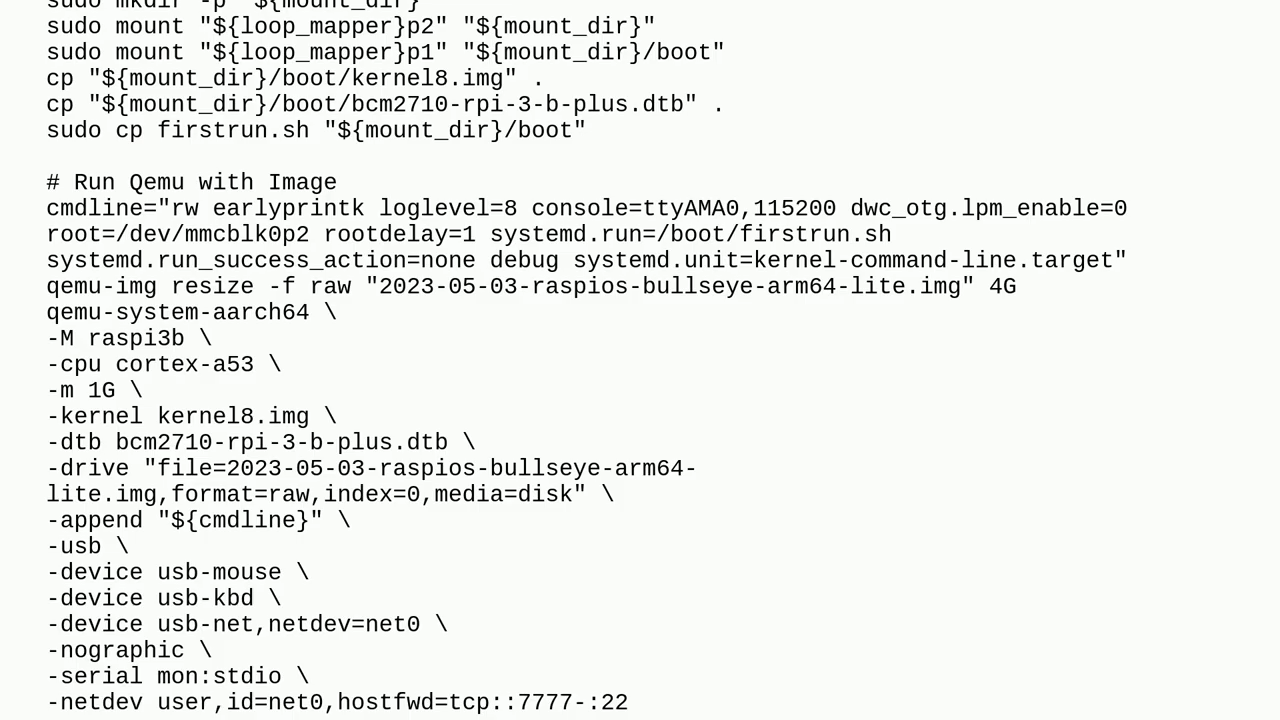 sudo mkdir -p "${mount_dir}"
sudo mount "${loop_mapper}p2" "${mount_dir}"
sudo mount "${loop_mapper}p1" "${mount_dir}/boot"
cp "${mount_dir}/boot/kernel8.img" .
cp "${mount_dir}/boot/bcm2710-rpi-3-b-plus.dtb" .
sudo cp firstrun.sh "${mount_dir}/boot"

# Run Qemu with Image
cmdline="rw earlyprintk loglevel=8 console=ttyAMA0,115200 dwc_otg.lpm_enable=0
root=/dev/mmcblk0p2 rootdelay=1 systemd.run=/boot/firstrun.sh
systemd.run_success_action=none debug systemd.unit=kernel-command-line.target"
qemu-img resize -f raw "2023-05-03-raspios-bullseye-arm64-lite.img" 4G
qemu-system-aarch64 \
-M raspi3b \
-cpu cortex-a53 \
-m 1G \
-kernel kernel8.img \
-dtb bcm2710-rpi-3-b-plus.dtb \
-drive "file=2023-05-03-raspios-bullseye-arm64-
lite.img,format=raw,index=0,media=disk" \
-append "${cmdline}" \
-usb \
-device usb-mouse \
-device usb-kbd \
-device usb-net,netdev=net0 \
-nographic \
-serial mon:stdio \
-netdev user,id=net0,hostfwd=tcp::7777-:22